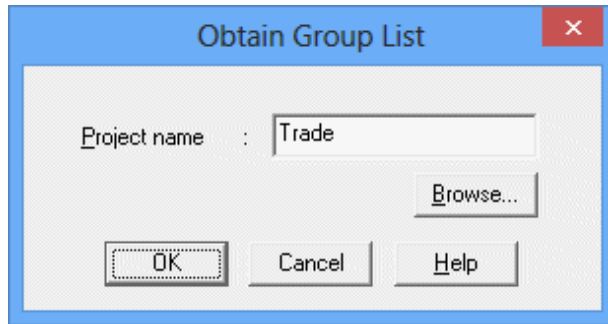 Obtain Group List
Project name : Trade
Browse...
OK Cancel Help